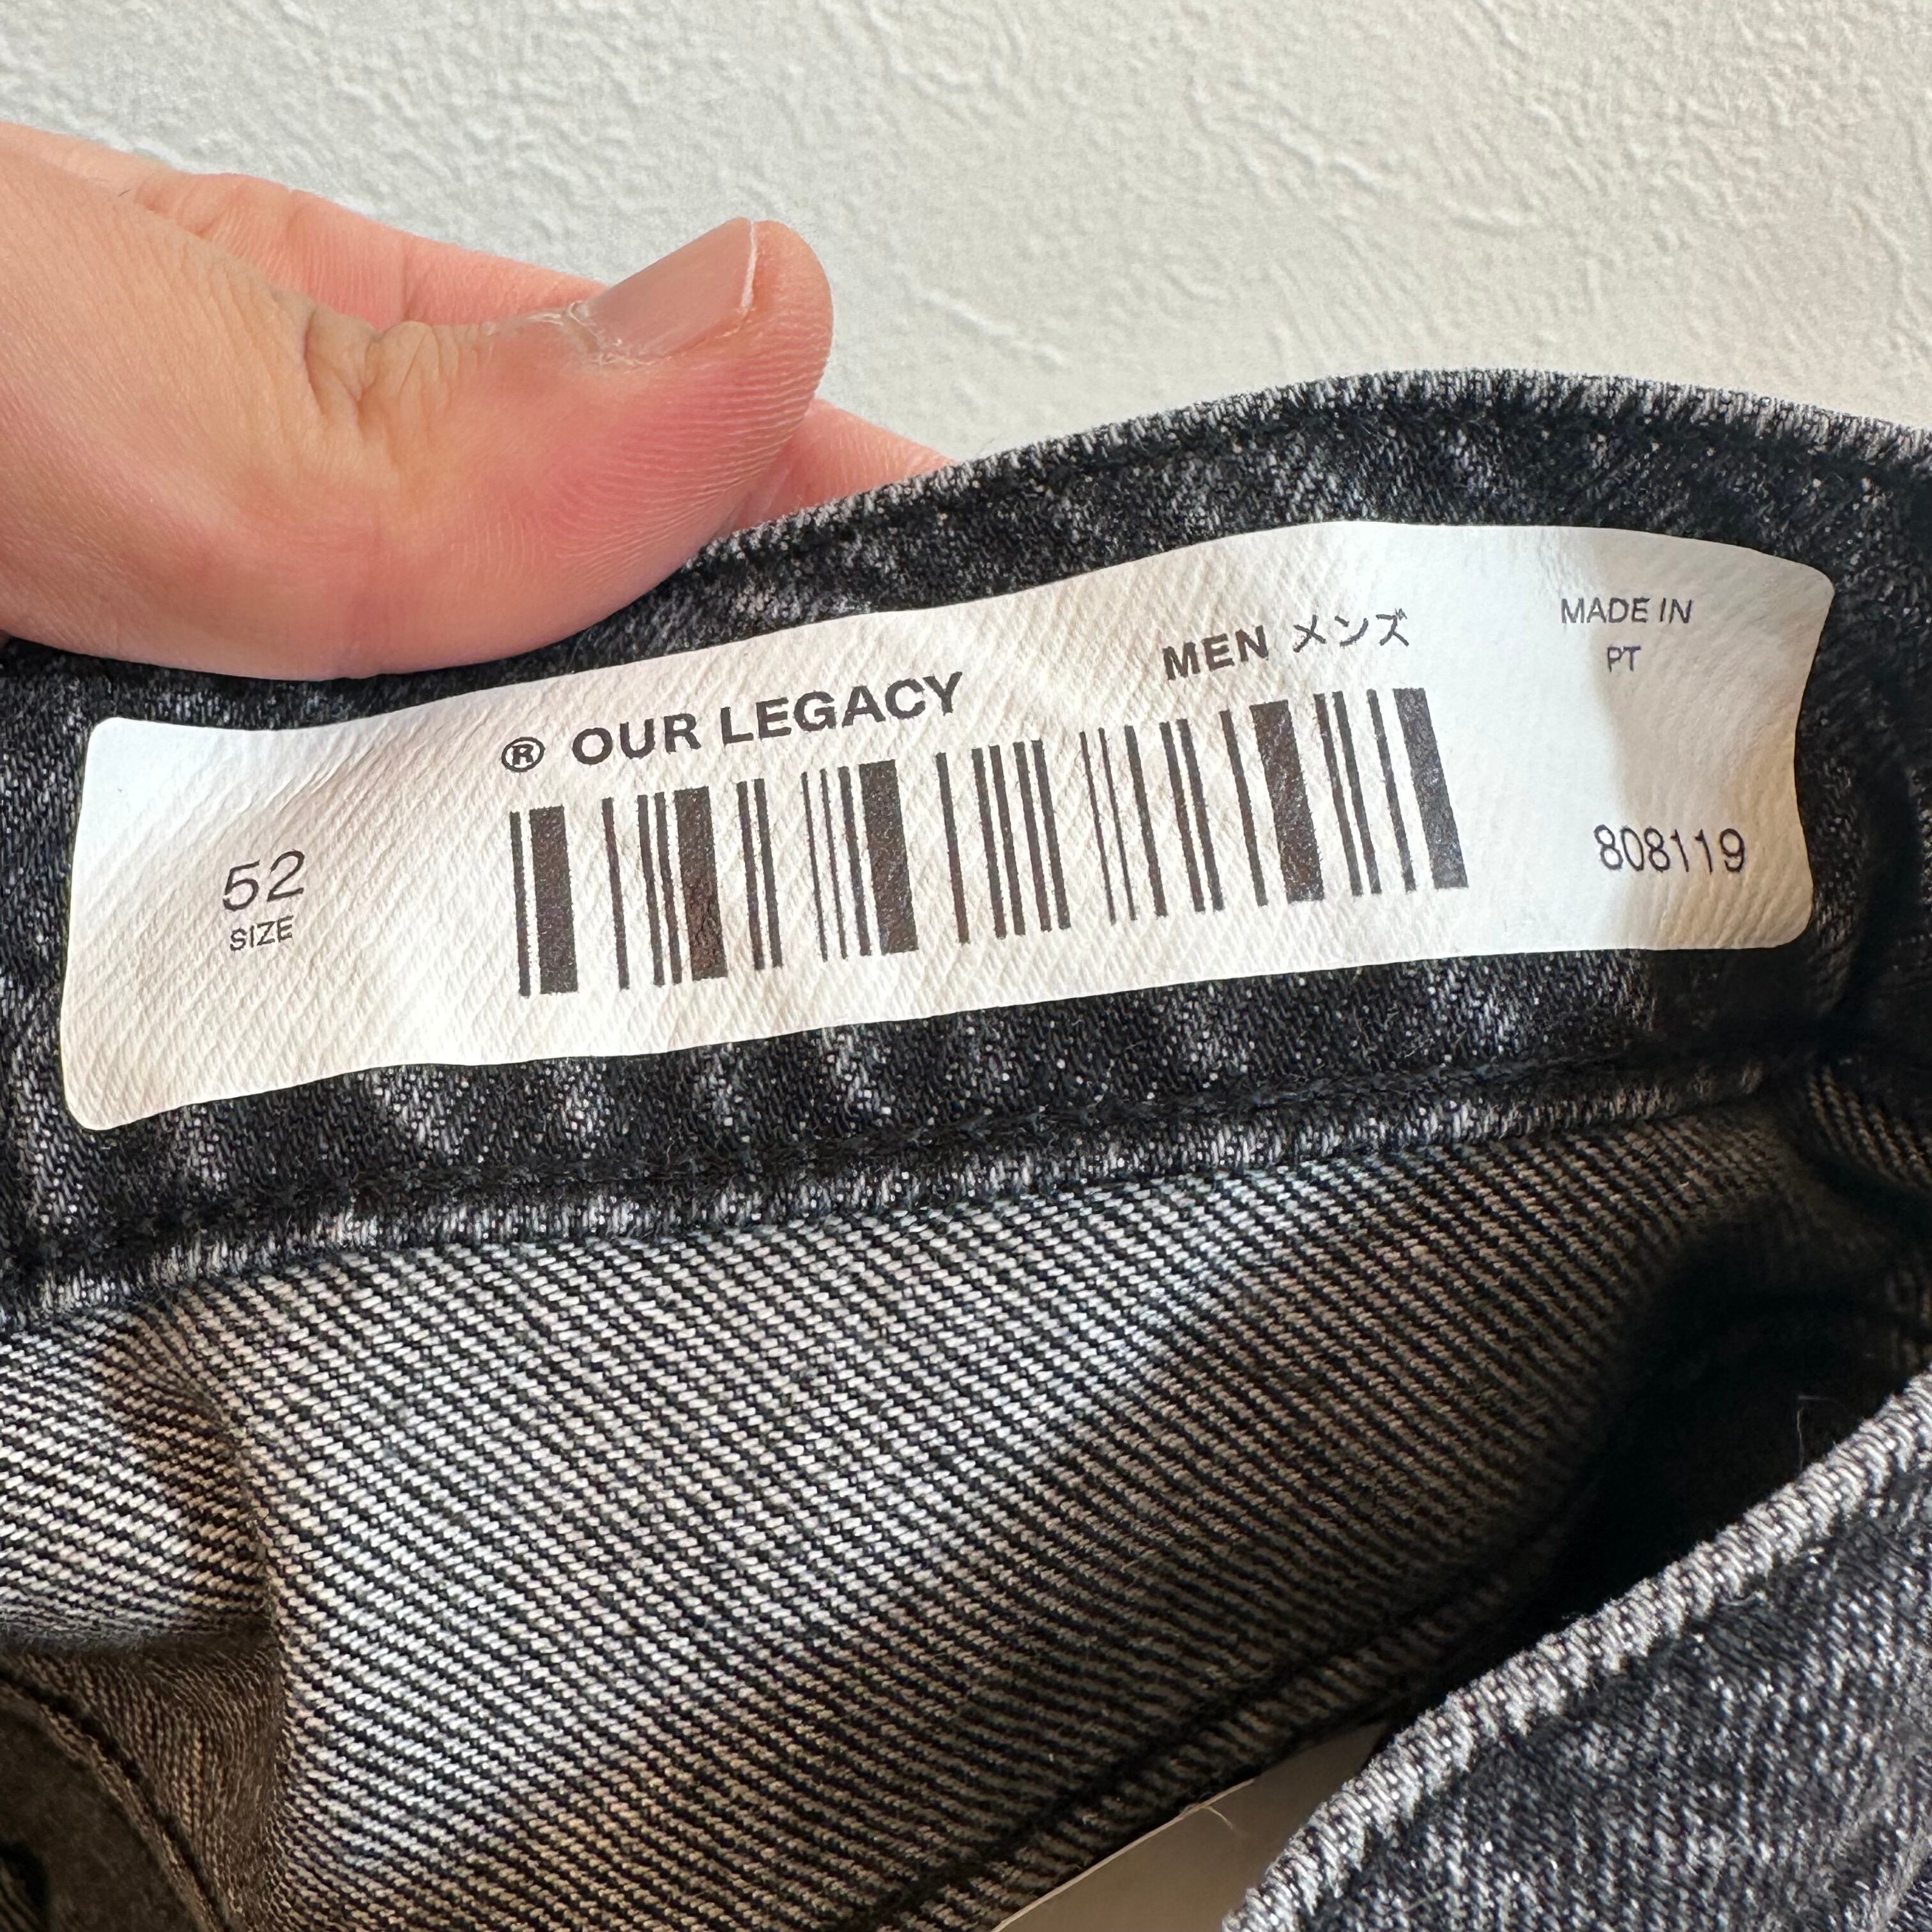 ® OUR LEGACY
MEN メンズ
MADE IN
PT
52
SIZE
808119